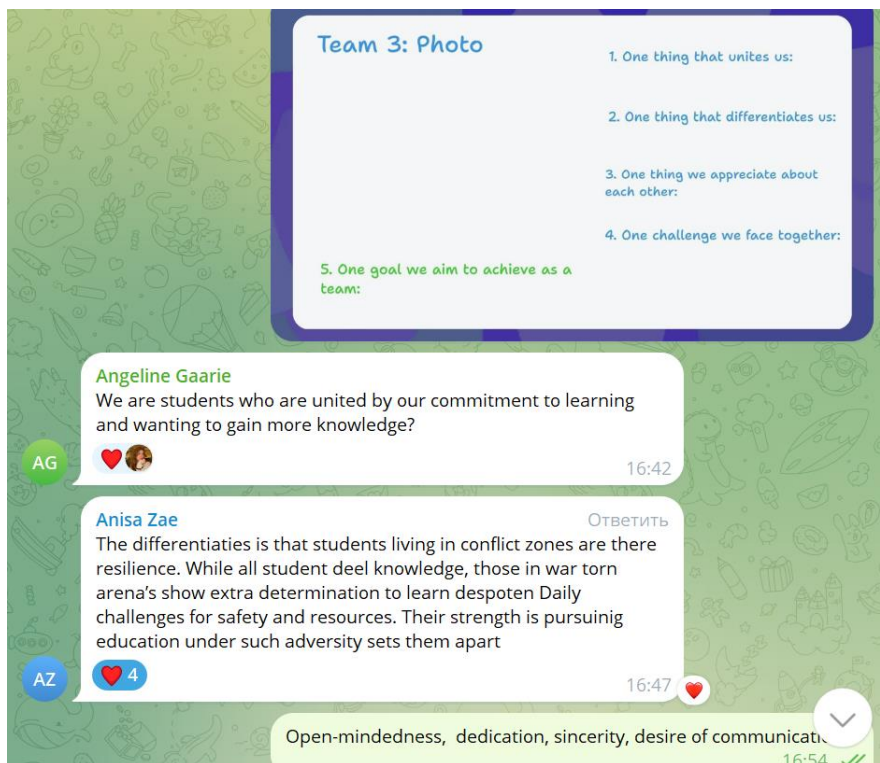 Team 3: Photo
1. One thing that unites us:
2. One thing that differentiates us:
3. One thing we appreciate about
each other:
4. One challenge we face together:
5. One goal we aim to achieve as a
team:
Angeline Gaarie
We are students who are united by our commitment to learning
and wanting to gain more knowledge?
AG
16:42
Anisa Zae
Ответить
The differentiaties is that students living in conflict zones are there
resilience. While all student deel knowledge, those in war torn
arena's show extra determination to learn despoten Daily
challenges for safety and resources. Their strength is pursuinig
education under such adversity sets them apart
AZ
4
16:47
Open-mindedness, dedication, sincerity, desire of
16:54